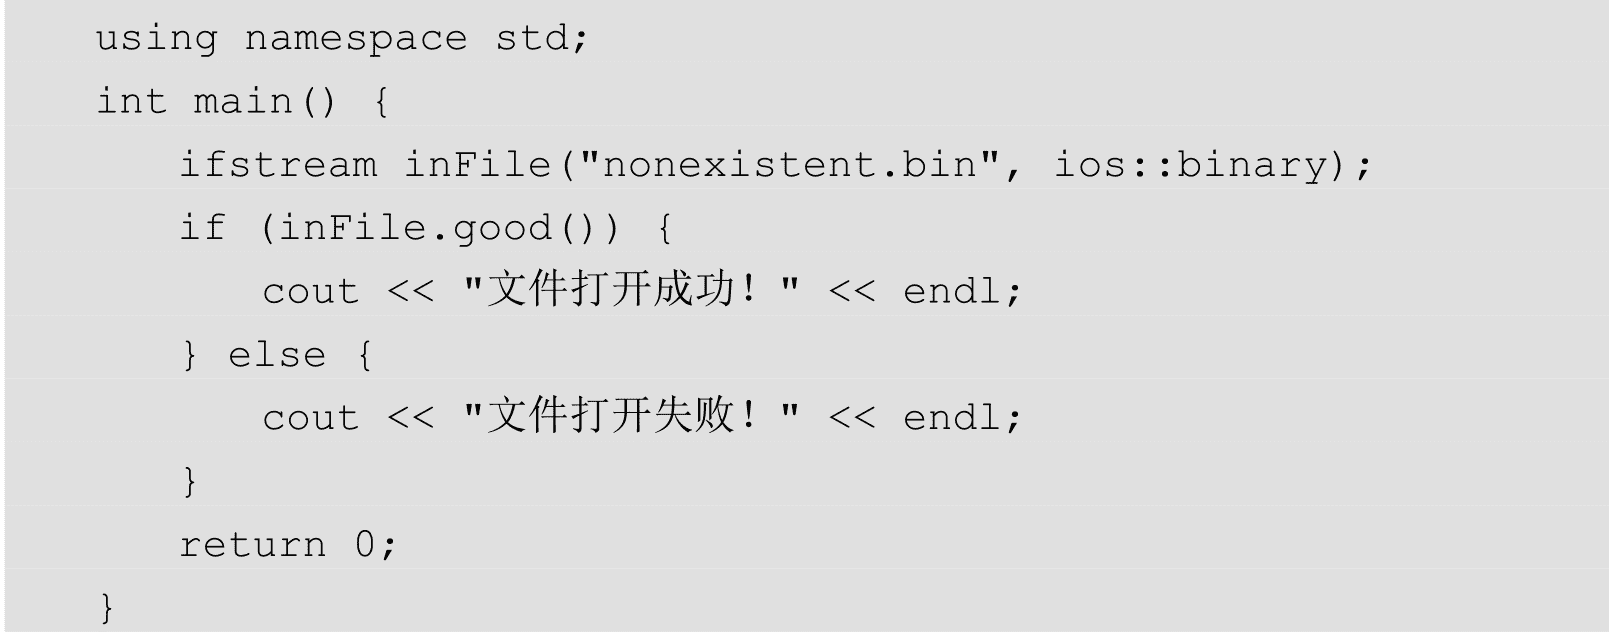 using namespace std;
int main() {
ifstream inFile("nonexistent.bin", ios::binary);
if (inFile.good()) {
cout << "文件打开成功！" << endl;
} else {
cout << "文件打开失败！" << endl;
}
return 0;
}